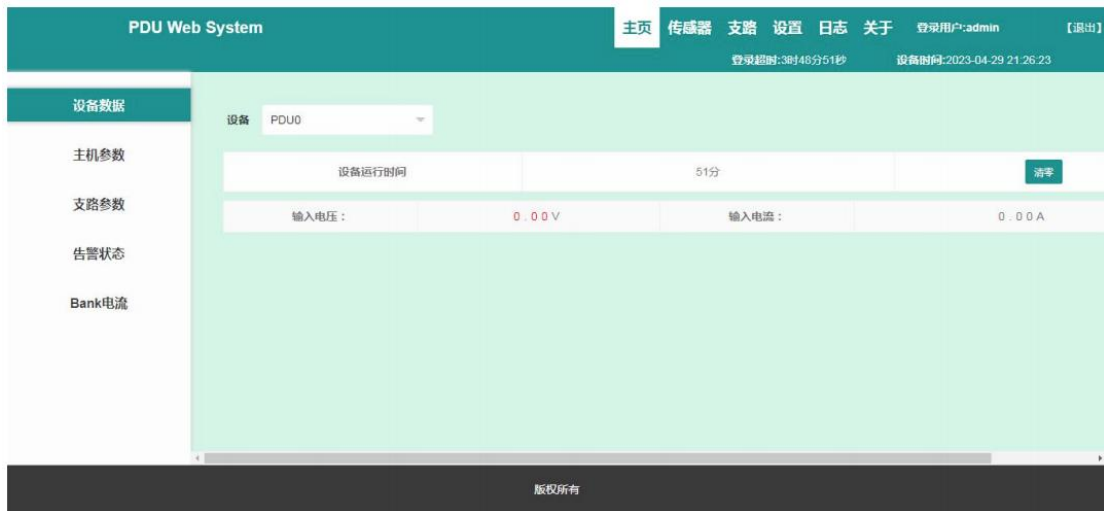 PDU Web System 主页 传感器 支路 设置 日志 关于 登录用户:admin 【退出】
登录超时:3时48分51秒 设备时间:2023-04-29 21:26:23
设备数据
设备 PDU0
主机参数
设备运行时间 51分 清零
支路参数
输入电压： 0.00V 输入电流： 0.00A
告警状态
Bank电流
版权所有